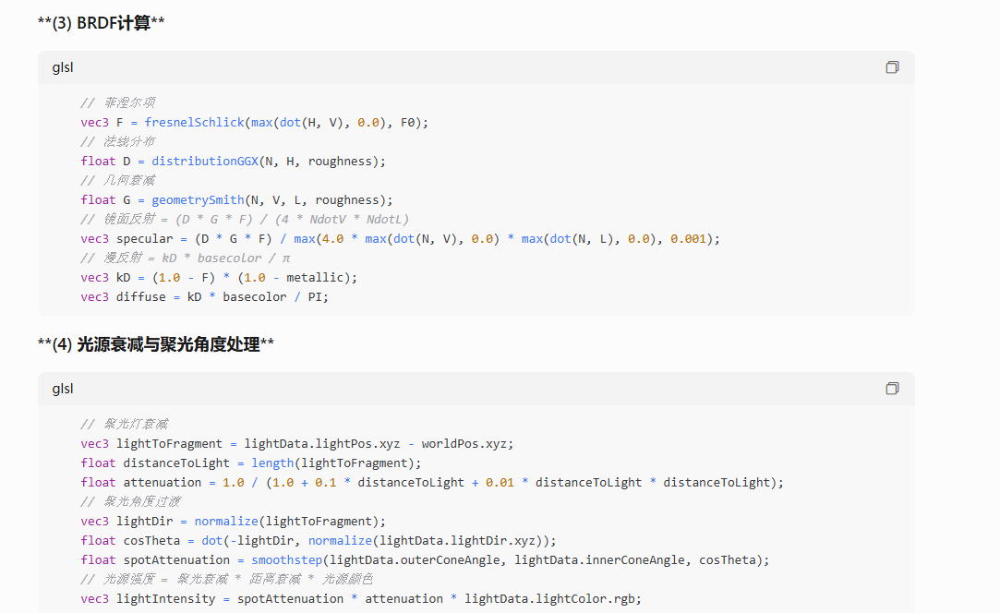 **(3) BRDF计算**
glsl
// 菲涅尔项
vec3 F = fresnelSchlick(max(dot(H, V), 0.0), F0);
// 法线分布
float D = distributionGGX(N, H, roughness);
// 几何衰减
float G = geometrySmith(N, V, L, roughness);
// 镜面反射 = (D * G * F) / (4 * NdotV * NdotL)
vec3 specular = (D * G * F) / max(4.0 * max(dot(N, V), 0.0) * max(dot(N, L), 0.0), 0.001);
// 漫反射 = kD * basecolor / π
vec3 kD = (1.0 - F) * (1.0 - metallic);
vec3 diffuse = kD * basecolor / PI;
**(4) 光源衰减与聚光角度处理**
glsl
// 聚光灯衰减
vec3 lightToFragment = lightData.lightPos.xyz - worldPos.xyz;
float distanceToLight = length(lightToFragment);
float attenuation = 1.0 / (1.0 + 0.1 * distanceToLight + 0.01 * distanceToLight * distanceToLight);
// 聚光角度过渡
vec3 lightDir = normalize(lightToFragment);
float cosTheta = dot(-lightDir, normalize(lightData.lightDir.xyz));
float spotAttenuation = smoothstep(lightData.outerConeAngle, lightData.innerConeAngle, cosTheta);
// 光源强度 = 聚光衰减 * 距离衰减 * 光源颜色
vec3 lightIntensity = spotAttenuation * attenuation * lightData.lightColor.rgb;